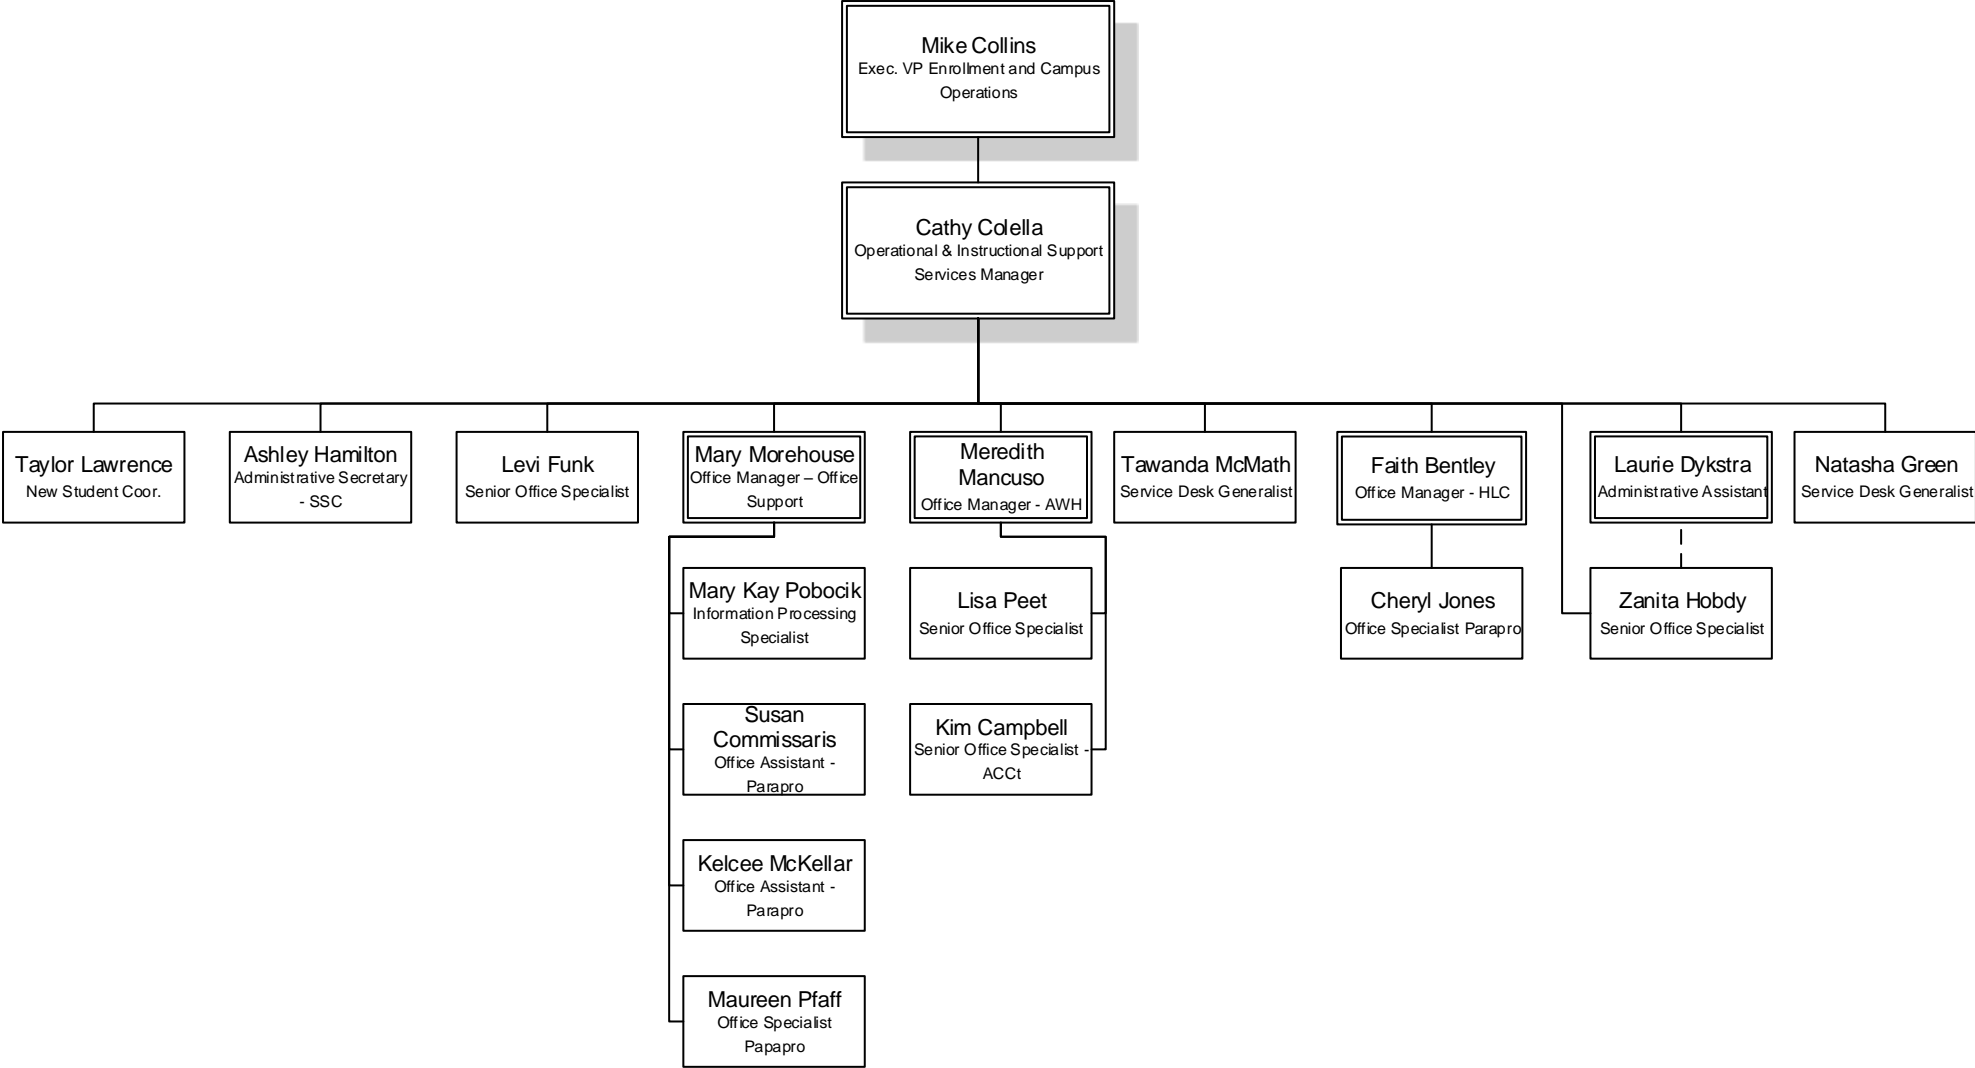 Mike Collins
Exec. VP Enrollment and Campus
Operations
Cathy Colella
Operational & Instructional Support
Services Manager
Taylor Lawrence
New Student Coor.
Ashley Hamilton
Administrative Secretary
- SSC
Levi Funk
Senior Office Specialist
Mary Morehouse
Office Manager – Office
Support
Meredith
Mancuso
Office Manager - AWH
Tawanda McMath
Service Desk Generalist
Faith Bentley
Office Manager - HLC
Laurie Dykstra
Administrative Assistant
Natasha Green
Service Desk Generalist
Mary Kay Pobocik
Information Processing
Specialist
Lisa Peet
Senior Office Specialist
Cheryl Jones
Office Specialist Parapro
Zanita Hobdy
Senior Office Specialist
Susan
Commissaris
Office Assistant -
Parapro
Kim Campbell
Senior Office Specialist -
ACCt
Kelcee McKellar
Office Assistant -
Parapro
Maureen Pfaff
Office Specialist
Papapro